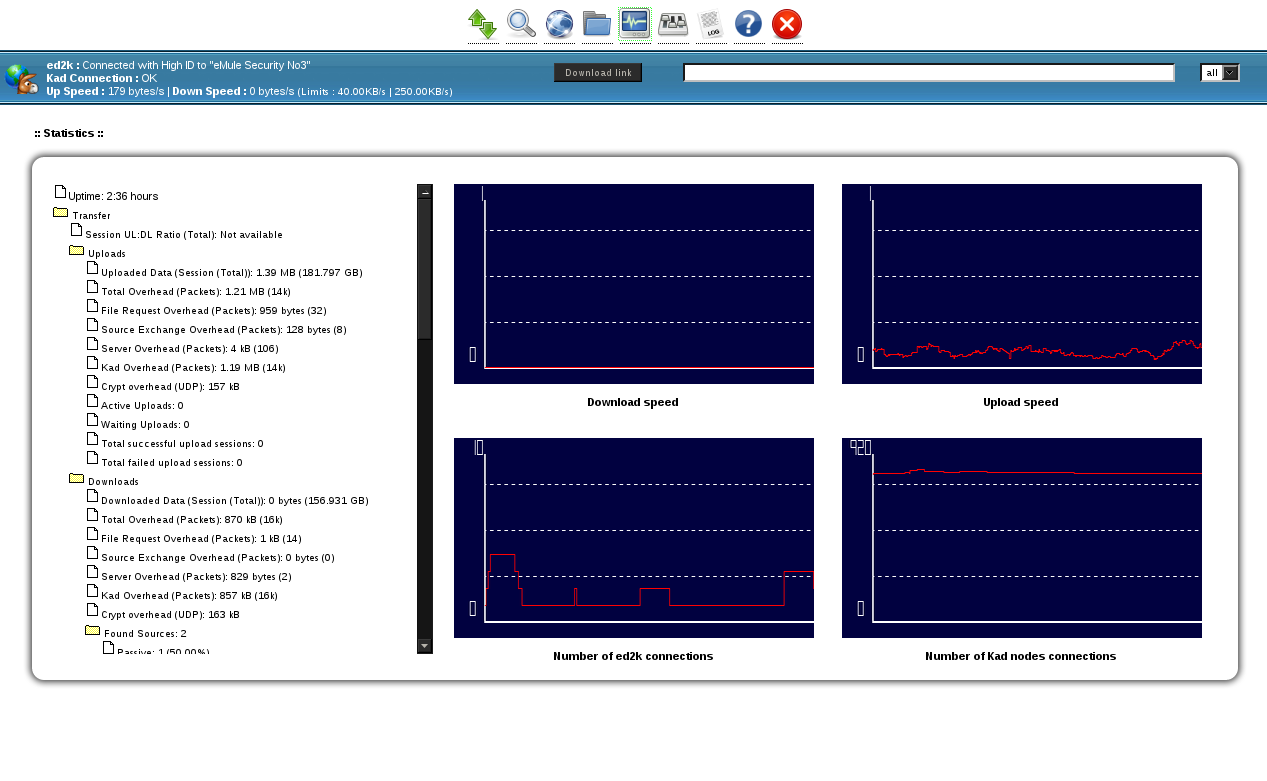 LOG
ed2k : Connected with High ID to "eMule Security No3"
Kad Connection : OK
Up Speed : 179 bytes/s | Down Speed : 0 bytes/s (Limits : 40.00KB/s | 250.00KB/s)
Download link
all
:: Statistics ::
Uptime: 2:36 hours
Transfer
Session UL:DL Ratio (Total): Not available
Uploads
Uploaded Data (Session (Total)): 1.39 MB (181.797 GB)
Total Overhead (Packets): 1.21 MB (14k)
File Request Overhead (Packets): 959 bytes (32)
Source Exchange Overhead (Packets): 128 bytes (8)
Server Overhead (Packets): 4 kB (106)
Kad Overhead (Packets): 1.19 MB (14k)
Crypt overhead (UDP): 157 kB
Active Uploads: 0
Waiting Uploads: 0
Total successful upload sessions: 0
Total failed upload sessions: 0
Downloads
Downloaded Data (Session (Total)): 0 bytes (156.931 GB)
Total Overhead (Packets): 870 kB (16k)
File Request Overhead (Packets): 1 kB (14)
Source Exchange Overhead (Packets): 0 bytes (0)
Server Overhead (Packets): 829 bytes (2)
Kad Overhead (Packets): 857 kB (16k)
Crypt overhead (UDP): 163 kB
Found Sources: 2
Passive: 1 (50.00%)
1
0
Download speed
1
0
Upload speed
10
0
Number of ed2k connections
920
0
Number of Kad nodes connections